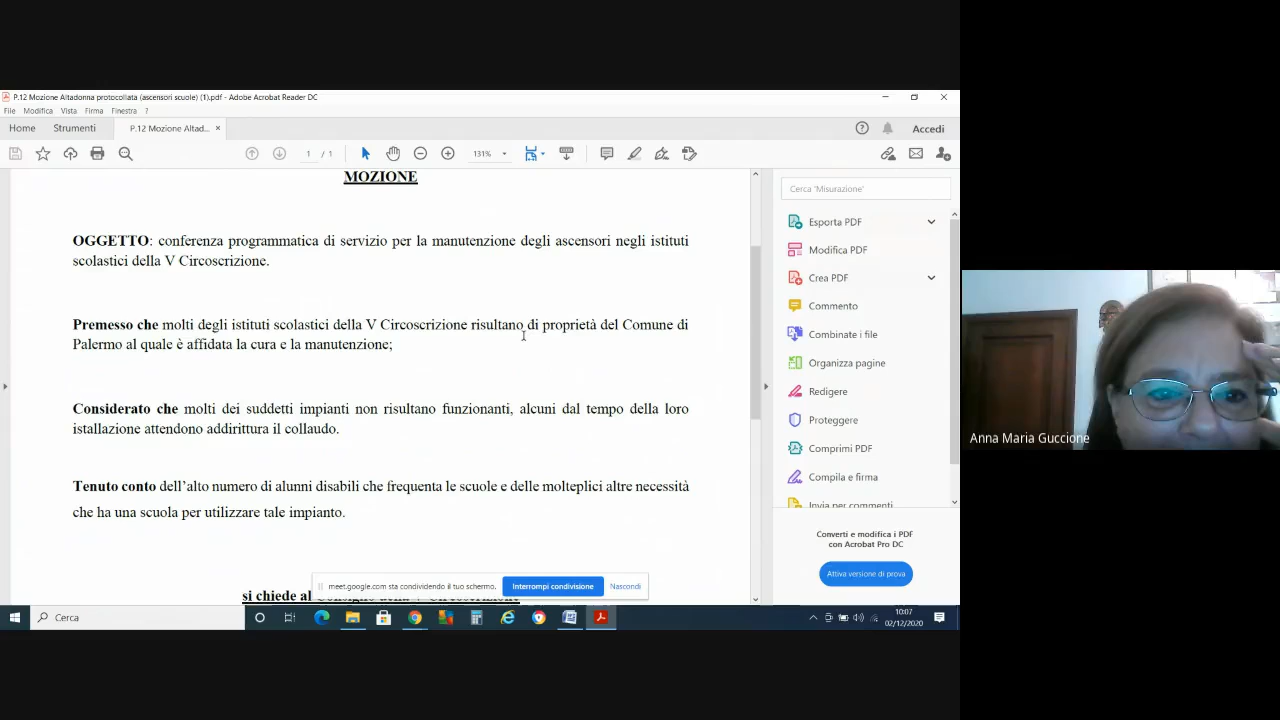 P.12 Mozione Altadonna protocollata (ascensori scuole) (1).pdf - Adobe Acrobat Reader DC
File Modifica Vista Firma Finestra ?
Home Strumenti P.12 Mozione Altad... × Accedi
1 / 1 131%
MOZIONE
OGGETTO: conferenza programmatica di servizio per la manutenzione degli ascensori negli istituti
scolastici della V Circoscrizione.
Premesso che molti degli istituti scolastici della V Circoscrizione risultano di proprietà del Comune di
Palermo al quale è affidata la cura e la manutenzione;
Considerato che molti dei suddetti impianti non risultano funzionanti, alcuni dal tempo della loro
istallazione attendono addirittura il collaudo.
Tenuto conto dell'alto numero di alunni disabili che frequenta le scuole e delle molteplici altre necessità
che ha una scuola per utilizzare tale impianto.
si chiede al
Cerca 'Misurazione'
Esporta PDF
Modifica PDF
Crea PDF
Commento
Combinate i file
Organizza pagine
Redigere
Proteggere
Comprimi PDF
Compila e firma
Invia per commenti
Converti e modifica i PDF
con Acrobat Pro DC
Attiva versione di prova
meet.google.com sta condividendo il tuo schermo. Interrompi condivisione Nascondi
Cerca
10:07
02/12/2020
Anna Maria Guccione